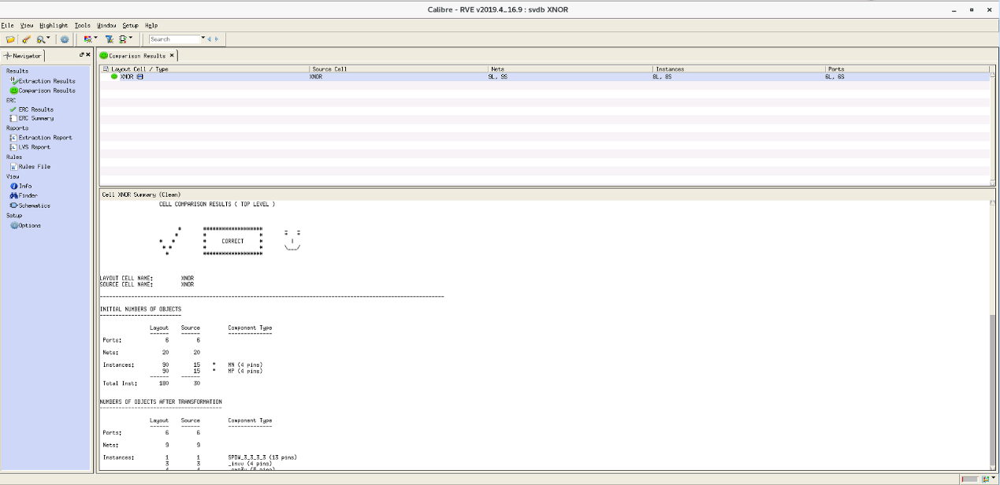 Calibre - RVE v2019.4_16.9 : svdb XNOR
File View Highlight Tools Window Setup Help
Search
Navigator
Comparison Results
Results
Extraction Results
Comparison Results
ERC
ERC Results
ERC Summary
Reports
Extraction Report
LVS Report
Rules
Rules File
View
Info
Finder
Schematics
Setup
Options
Layout Cell / Type Source Cell Nets Instances Ports
XNOR XNOR 9L, 9S 8L, 8S 6L, 6S
Cell XNOR Summary (Clean)
CELL COMPARISON RESULTS ( TOP LEVEL )
CORRECT
LAYOUT CELL NAME: XNOR
SOURCE CELL NAME: XNOR
INITIAL NUMBERS OF OBJECTS
Layout Source Component Type
Ports: 6 6
Nets: 20 20
Instances: 90 15 * MN (4 pins)
90 15 * MP (4 pins)
Total Inst: 180 30
NUMBERS OF OBJECTS AFTER TRANSFORMATION
Layout Source Component Type
Ports: 6 6
Nets: 9 9
Instances: 1 1 SPDW_3_3_3_3 (13 pins)
3 3 _invv (4 pins)